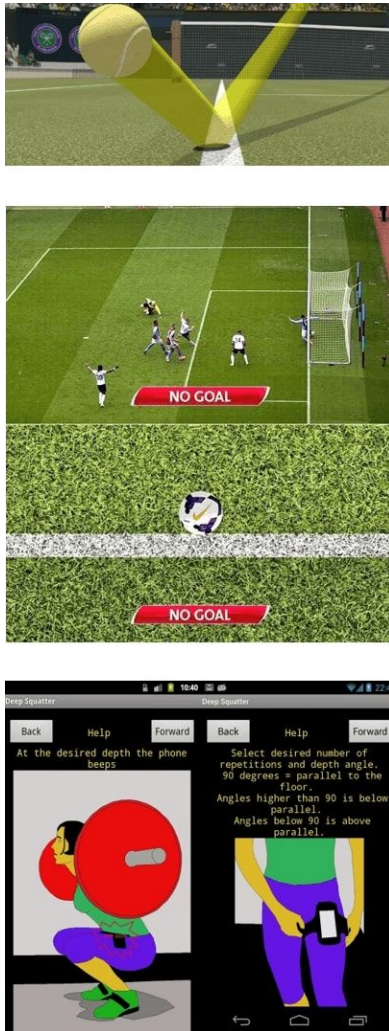 NO GOAL
NO GOAL
10:40
22:4
Deep Squatter
Deep Squatter
Back
Help
Forward
At the desired depth the phone
beeps
Back
Help
Forward
Select desired number of
repetitions and depth angle.
90 degrees = parallel to the
floor.
Angles higher than 90 is below
parallel.
Angles below 90 is above
parallel.